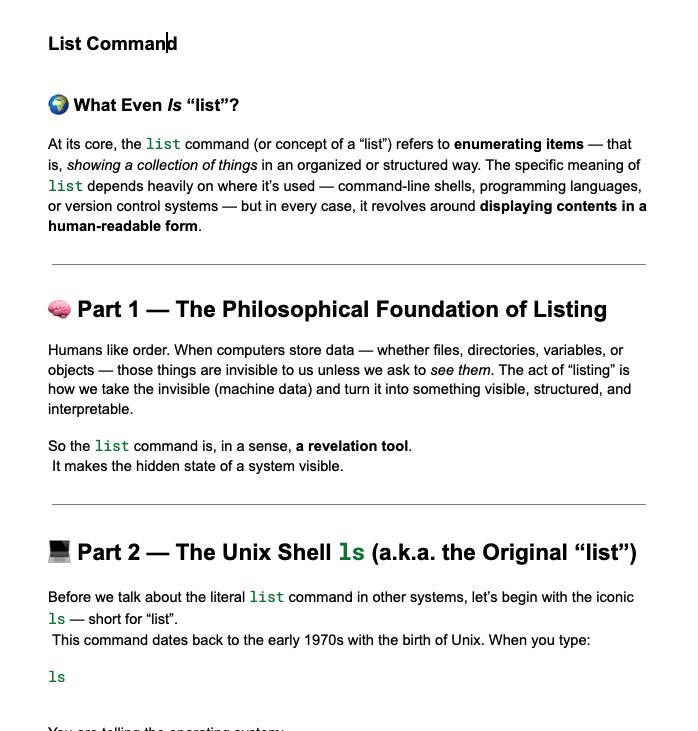 List Command
🌍 What Even Is “list”?
At its core, the list command (or concept of a “list”) refers to enumerating items — that
is, showing a collection of things in an organized or structured way. The specific meaning of
list depends heavily on where it’s used — command-line shells, programming languages,
or version control systems — but in every case, it revolves around displaying contents in a
human-readable form.
🧠 Part 1 — The Philosophical Foundation of Listing
Humans like order. When computers store data — whether files, directories, variables, or
objects — those things are invisible to us unless we ask to see them. The act of “listing” is
how we take the invisible (machine data) and turn it into something visible, structured, and
interpretable.
So the list command is, in a sense, a revelation tool.
It makes the hidden state of a system visible.
💻 Part 2 — The Unix Shell ls (a.k.a. the Original “list”)
Before we talk about the literal list command in other systems, let’s begin with the iconic
ls — short for “list”.
This command dates back to the early 1970s with the birth of Unix. When you type:
ls
You are telling the operating system: